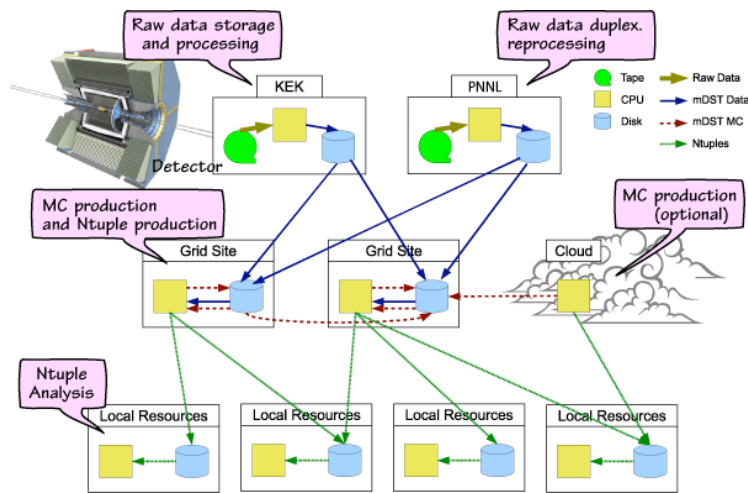 Raw data storage
and processing
Raw data duplex.
reprocessing
KEK
PNNL
Tape
Raw Data
CPU
mDST Data
Disk
mDST MC
Ntuples
Detector
MC production
and Ntuple production
MC production
(optional)
Grid Site
Grid Site
Cloud
Ntuple
Analysis
Local Resources
Local Resources
Local Resources
Local Resources